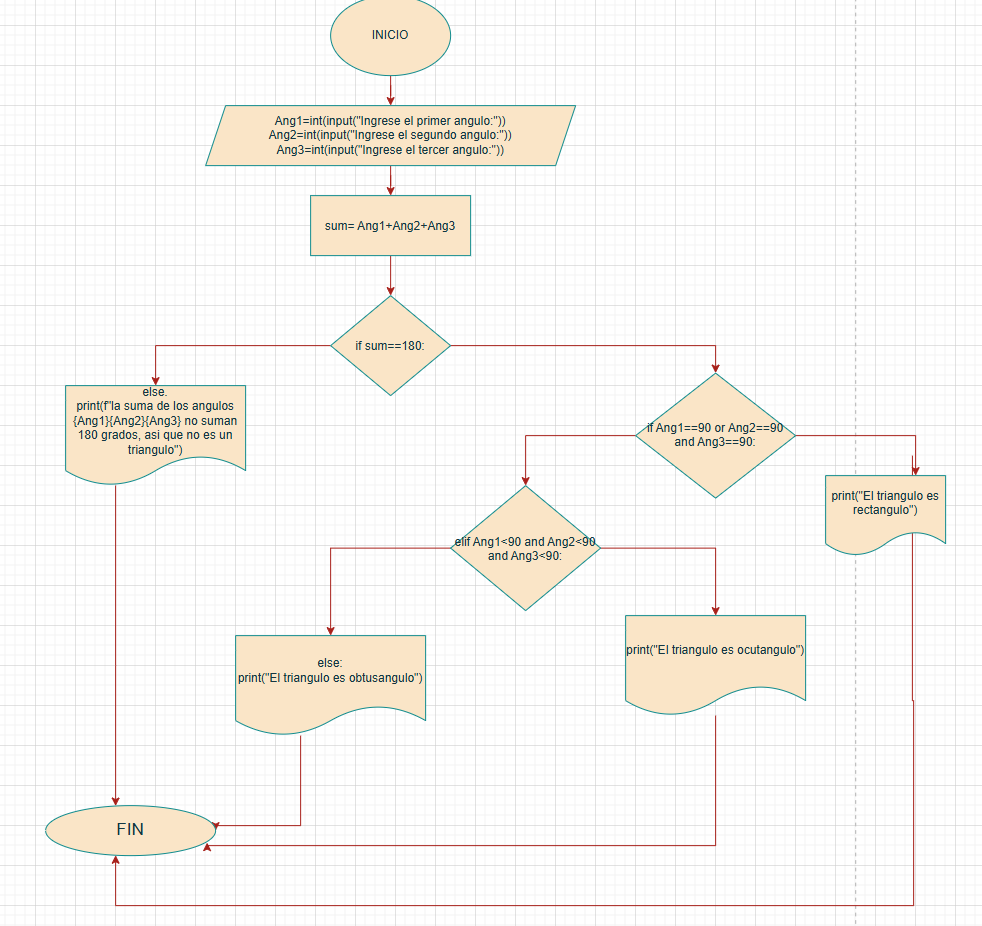 INICIO
Ang1=int(input("Ingrese el primer angulo:"))
Ang2=int(input("Ingrese el segundo angulo:"))
Ang3=int(input("Ingrese el tercer angulo:"))
sum= Ang1+Ang2+Ang3
if sum==180:
else.
print(f"la suma de los angulos
{Ang1}{Ang2}{Ang3} no suman
180 grados, asi que no es un
triangulo")
if Ang1==90 or Ang2==90
and Ang3==90:
print("El triangulo es
rectangulo")
elif Ang1<90 and Ang2<90
and Ang3<90:
else:
print("El triangulo es obtusangulo")
print("El triangulo es ocutangulo")
FIN